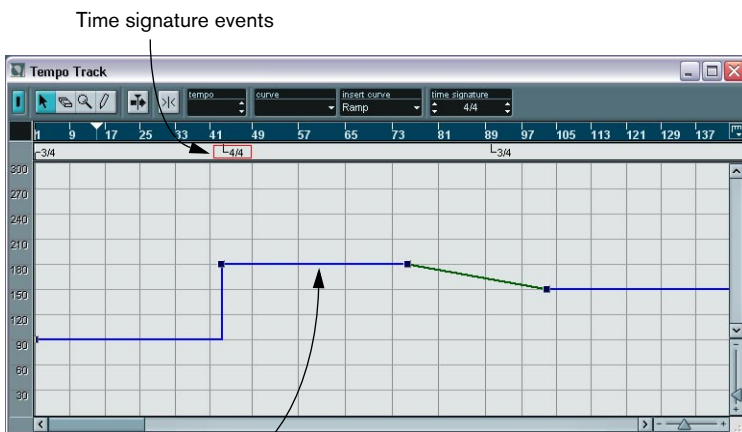 Time signature events
Tempo Track
tempo
curve
insert curve
time signature
Ramp
4/4
1 9 17 25 33 41 49 57 65 73 81 89 97 105 113 121 129 137
3/4
4/4
3/4
300
270
240
210
180
150
120
90
60
30